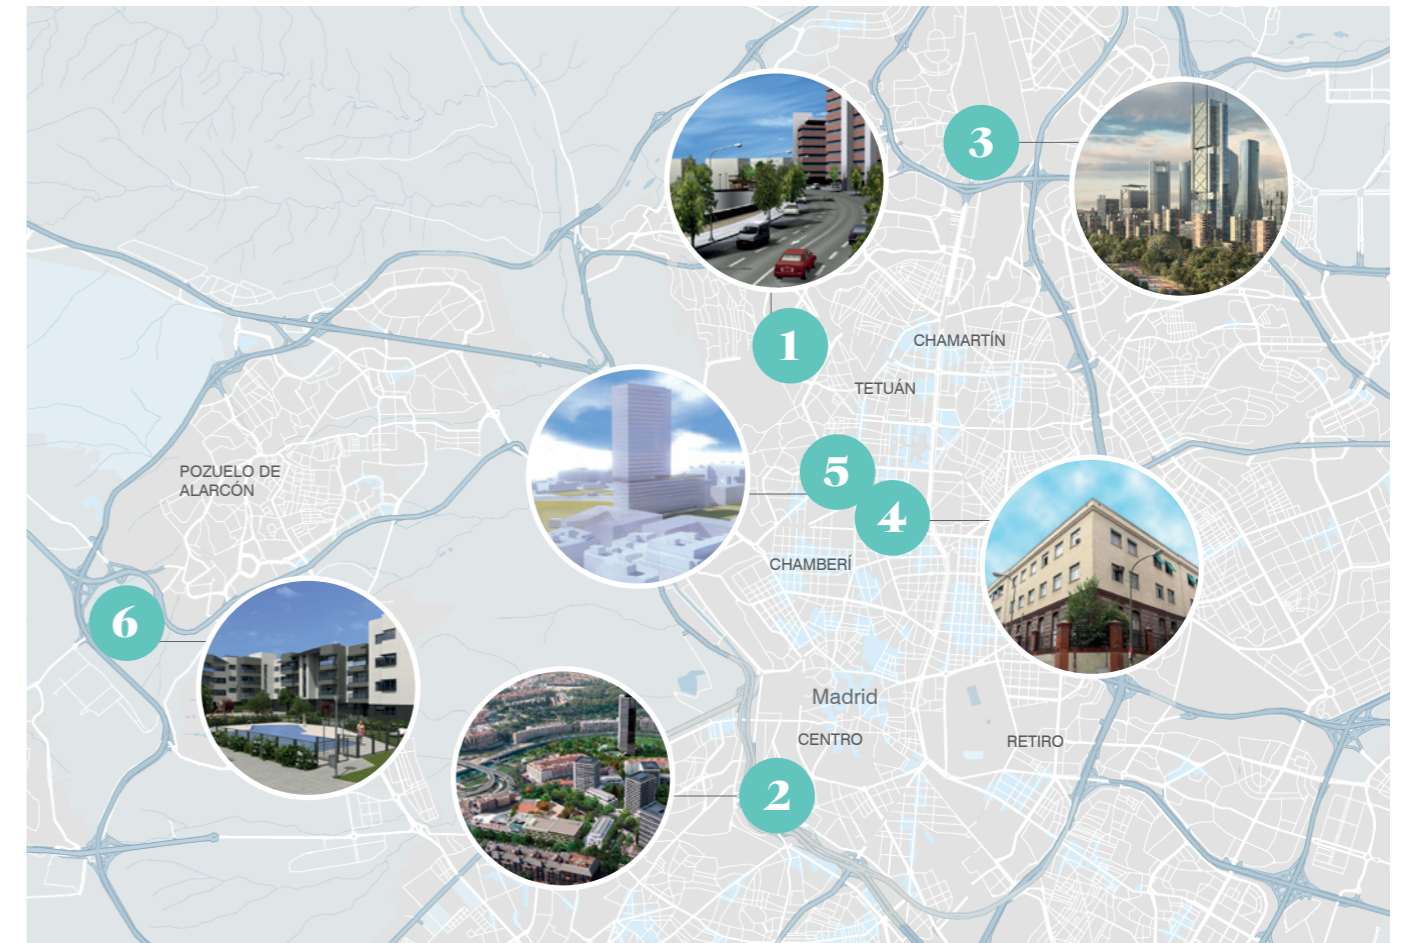 3
1
CHAMARTÍN
TETUÁN
5
POZUELO DE
ALARCÓN
4
CHAMBERÍ
6
Madrid
CENTRO
RETIRO
2